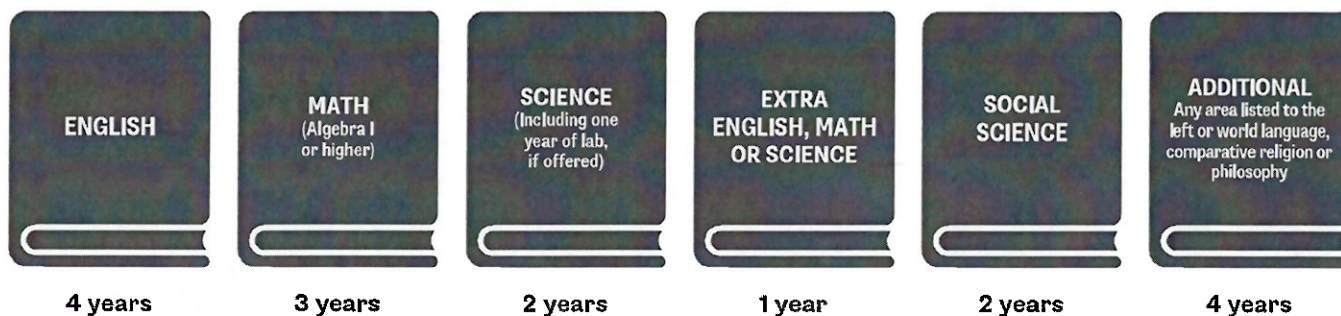 ENGLISH
4 years
MATH
(Algebra I
or higher)
3 years
SCIENCE
(Including one
year of lab,
if offered)
2 years
EXTRA
ENGLISH, MATH
OR SCIENCE
1 year
SOCIAL
SCIENCE
2 years
ADDITIONAL
Any area listed to the
left or world language,
comparative religion or
philosophy
4 years